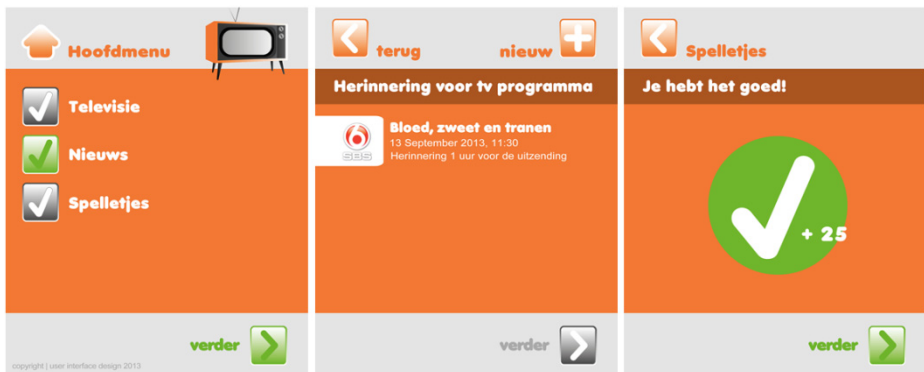 Hoofdmenu
Televisie
Nieuws
Spelletjes
verder
copyright | user interface design 2013
terug
nieuw
Herinnering voor tv programma
6
SBS
Bloed, zweet en tranen
13 September 2013, 11:30
Herinnering 1 uur voor de uitzending
verder
Spelletjes
Je hebt het goed!
+ 25
verder